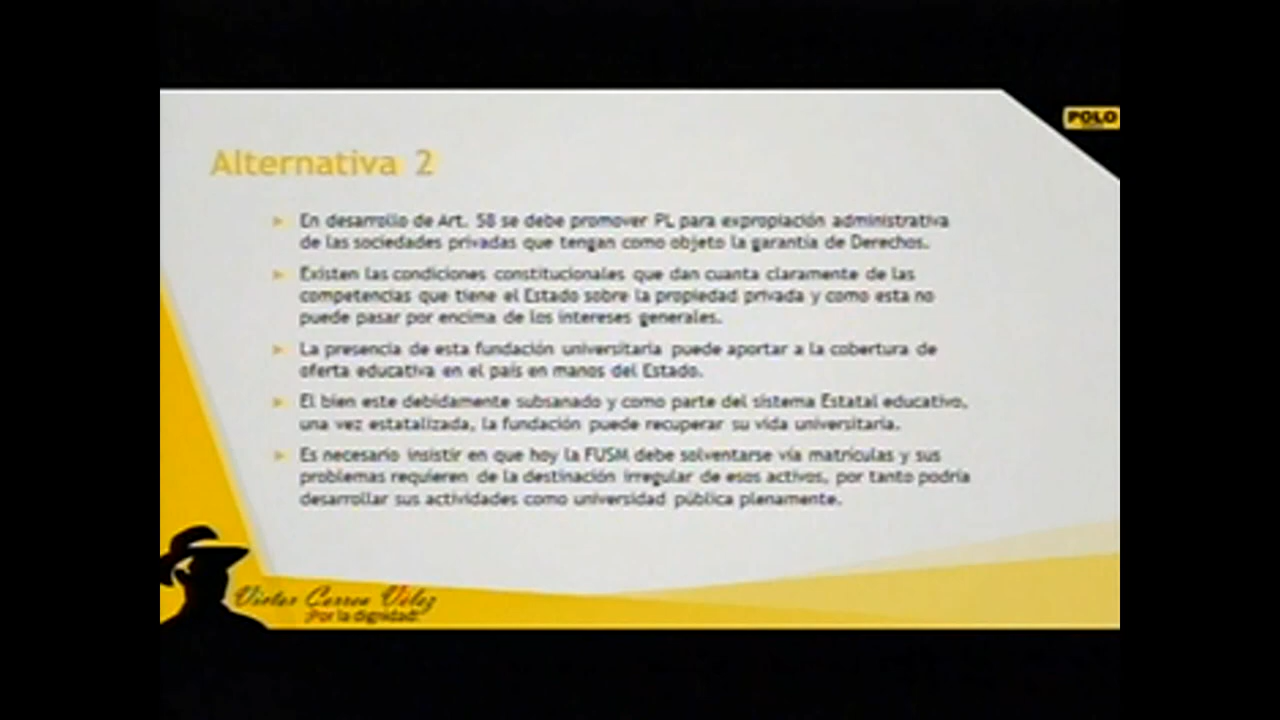 POLO
Alternativa 2
En desarrollo de Art. 58 se debe promover PL para expropiación administrativa
de las sociedades privadas que tengan como objeto la garantía de Derechos.
Existen las condiciones constitucionales que dan cuanta claramente de las
competencias que tiene el Estado sobre la propiedad privada y como esta no
puede pasar por encima de los intereses generales.
La presencia de esta fundación universitaria puede aportar a la cobertura de
oferta educativa en el país en manos del Estado.
El bien este debidamente subsanado y como parte del sistema Estatal educativo,
una vez estatalizada, la fundación puede recuperar su vida universitaria.
Es necesario insistir en que hoy la FUSM debe solventarse vía matrículas y sus
problemas requieren de la destinación irregular de esos activos, por tanto podría
desarrollar sus actividades como universidad pública plenamente.
Víctor Correa Vélez
¡Por la dignidad!